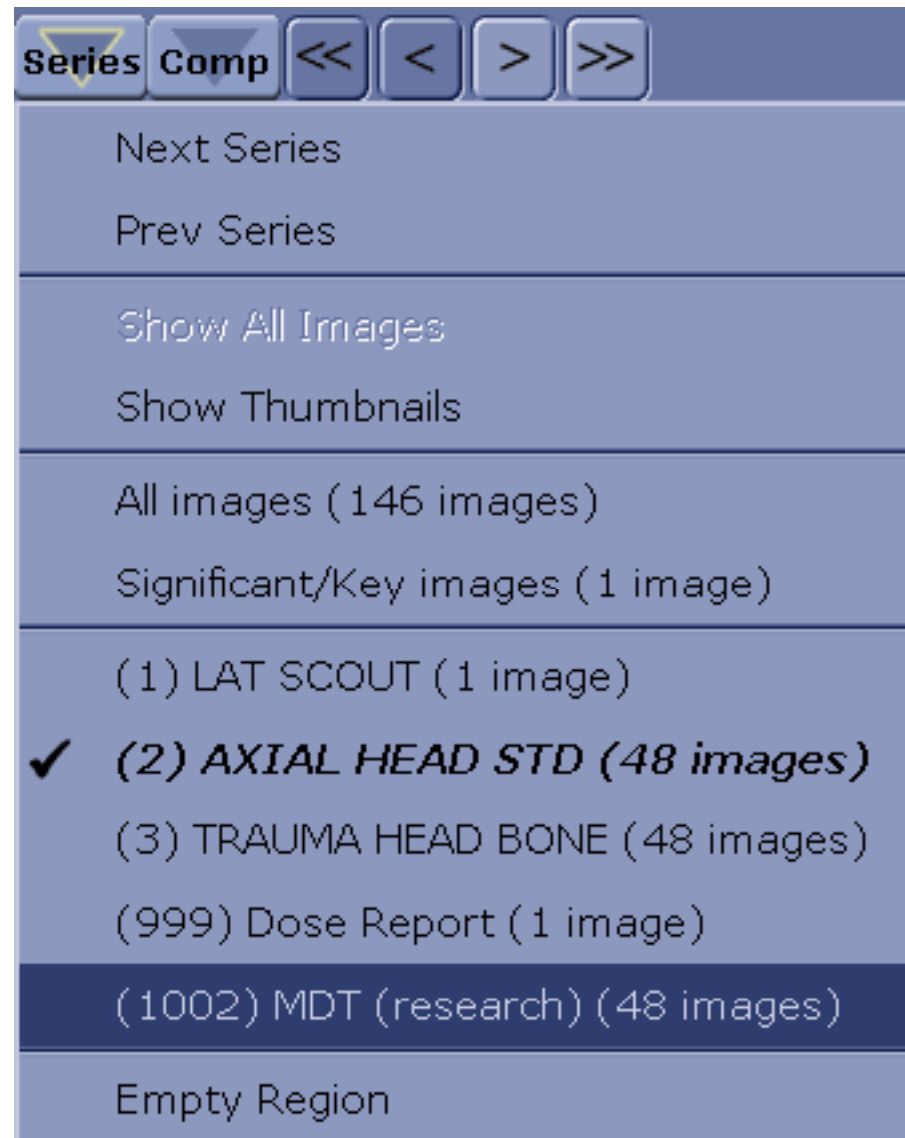 Series Comp << < > >>
Next Series
Prev Series
Show All Images
Show Thumbnails
All images (146 images)
Significant/Key images (1 image)
(1) LAT SCOUT (1 image)
(2) AXIAL HEAD STD (48 images)
(3) TRAUMA HEAD BONE (48 images)
(999) Dose Report (1 image)
(1002) MDT (research) (48 images)
Empty Region